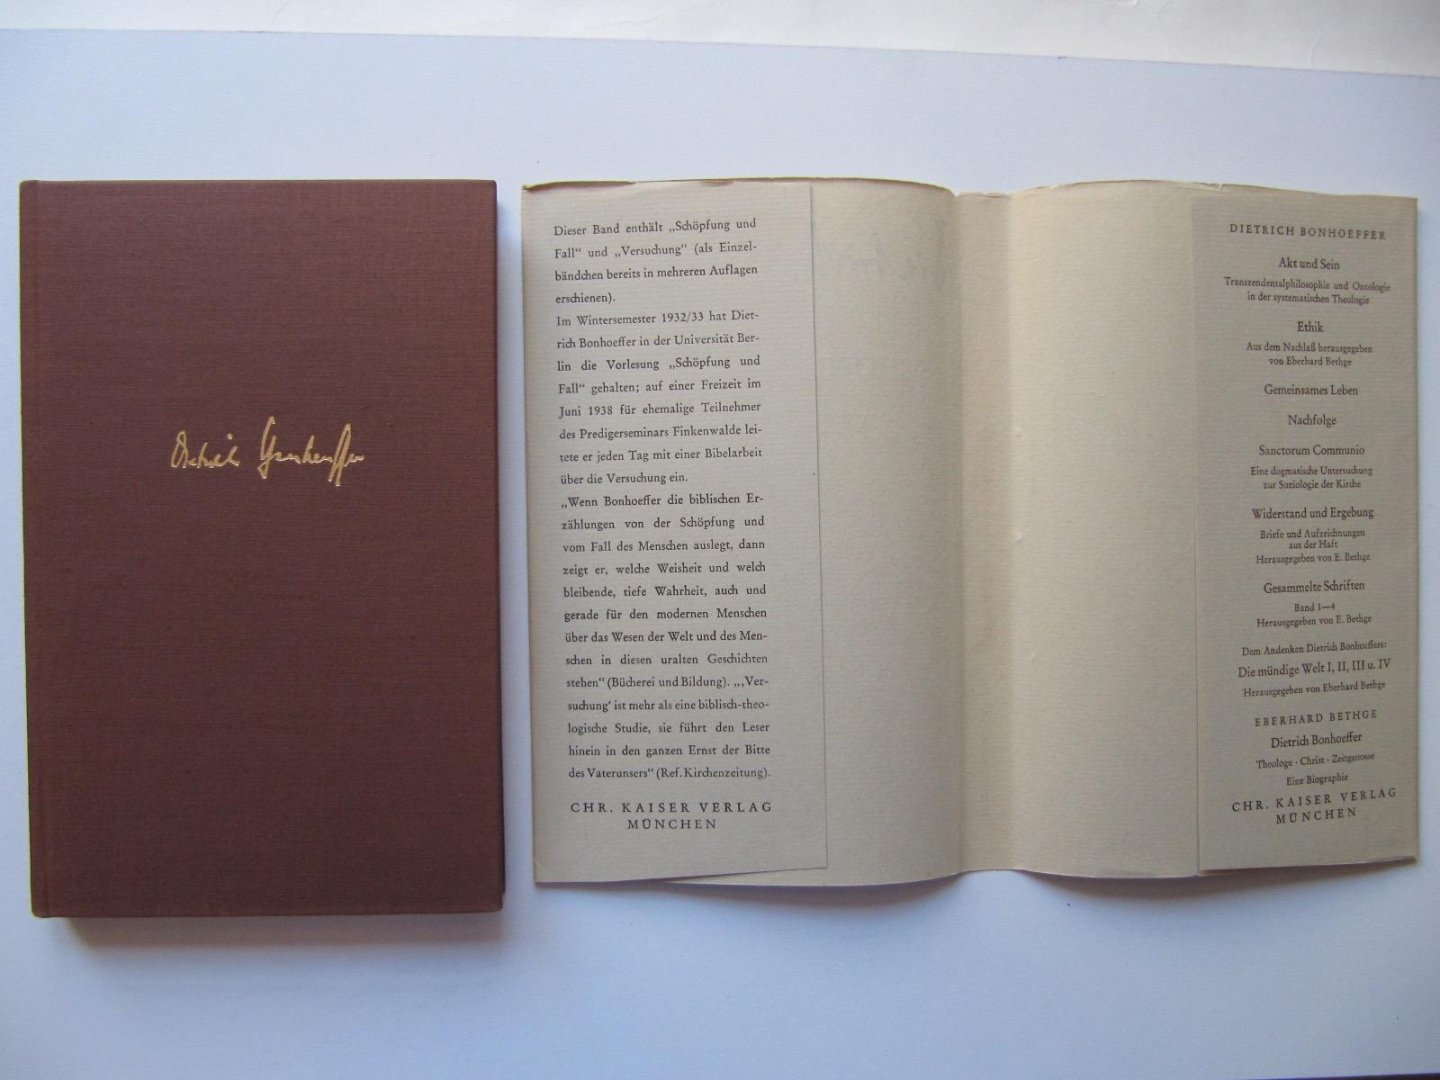 Dietrich Bonhoeffer
Dieser Band enthält „Schöpfung und
Fall“ und „Versuchung“ (als Einzel-
bändchen bereits in mehreren Auflagen
erschienen).
Im Wintersemester 1932/33 hat Diet-
rich Bonhoeffer in der Universität Ber-
lin die Vorlesung „Schöpfung und
Fall“ gehalten; auf einer Freizeit im
Juni 1938 für ehemalige Teilnehmer
des Predigerseminars Finkenwalde lei-
tete er jeden Tag mit einer Bibelarbeit
über die Versuchung ein.
„Wenn Bonhoeffer die biblischen Er-
zählungen von der Schöpfung und
vom Fall des Menschen auslegt, dann
zeigt er, welche Weisheit und welch
bleibende, tiefe Wahrheit, auch und
gerade für den modernen Menschen
über das Wesen der Welt und des Men-
schen in diesen uralten Geschichten
stehen“ (Bücherei und Bildung). „‚Ver-
suchung‘ ist mehr als eine biblisch-theo-
logische Studie, sie führt den Leser
hinein in den ganzen Ernst der Bitte
des Vaterunsers“ (Ref. Kirchenzeitung).
CHR. KAISER VERLAG
MÜNCHEN
DIETRICH BONHOEFFER
Akt und Sein
Transzendentalphilosophie und Ontologie
in der systematischen Theologie
Ethik
Aus dem Nachlaß herausgegeben
von Eberhard Bethge
Gemeinsames Leben
Nachfolge
Sanctorum Communio
Eine dogmatische Untersuchung
zur Soziologie der Kirche
Widerstand und Ergebung
Briefe und Aufzeichnungen
aus der Haft
Herausgegeben von E. Bethge
Gesammelte Schriften
Band 1—4
Herausgegeben von E. Bethge
Dem Andenken Dietrich Bonhoeffers:
Die mündige Welt I, II, III u. IV
Herausgegeben von Eberhard Bethge
EBERHARD BETHGE
Dietrich Bonhoeffer
Theologe · Christ · Zeitgenosse
Eine Biographie
CHR. KAISER VERLAG
MÜNCHEN